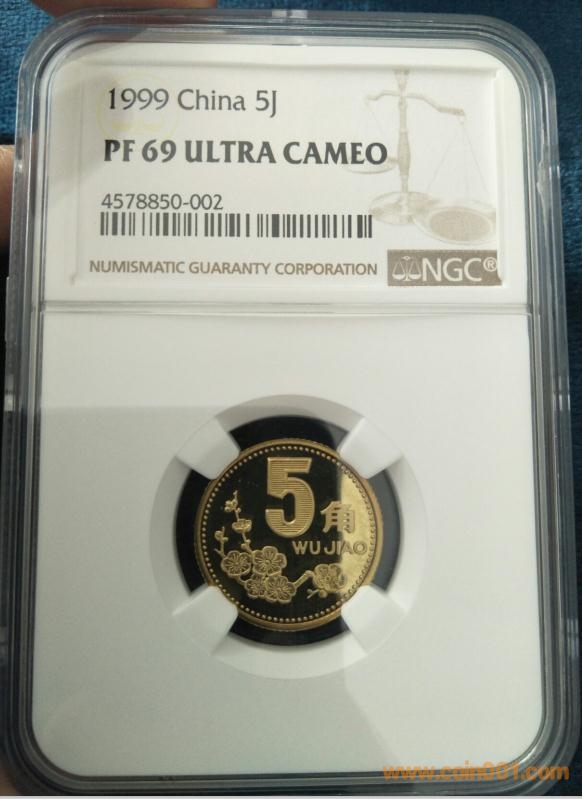 1999 China 5J
PF 69 ULTRA CAMEO
4578850-002
NUMISMATIC GUARANTY CORPORATION
NGC®
5角
WU JIAO
www.coin001.com